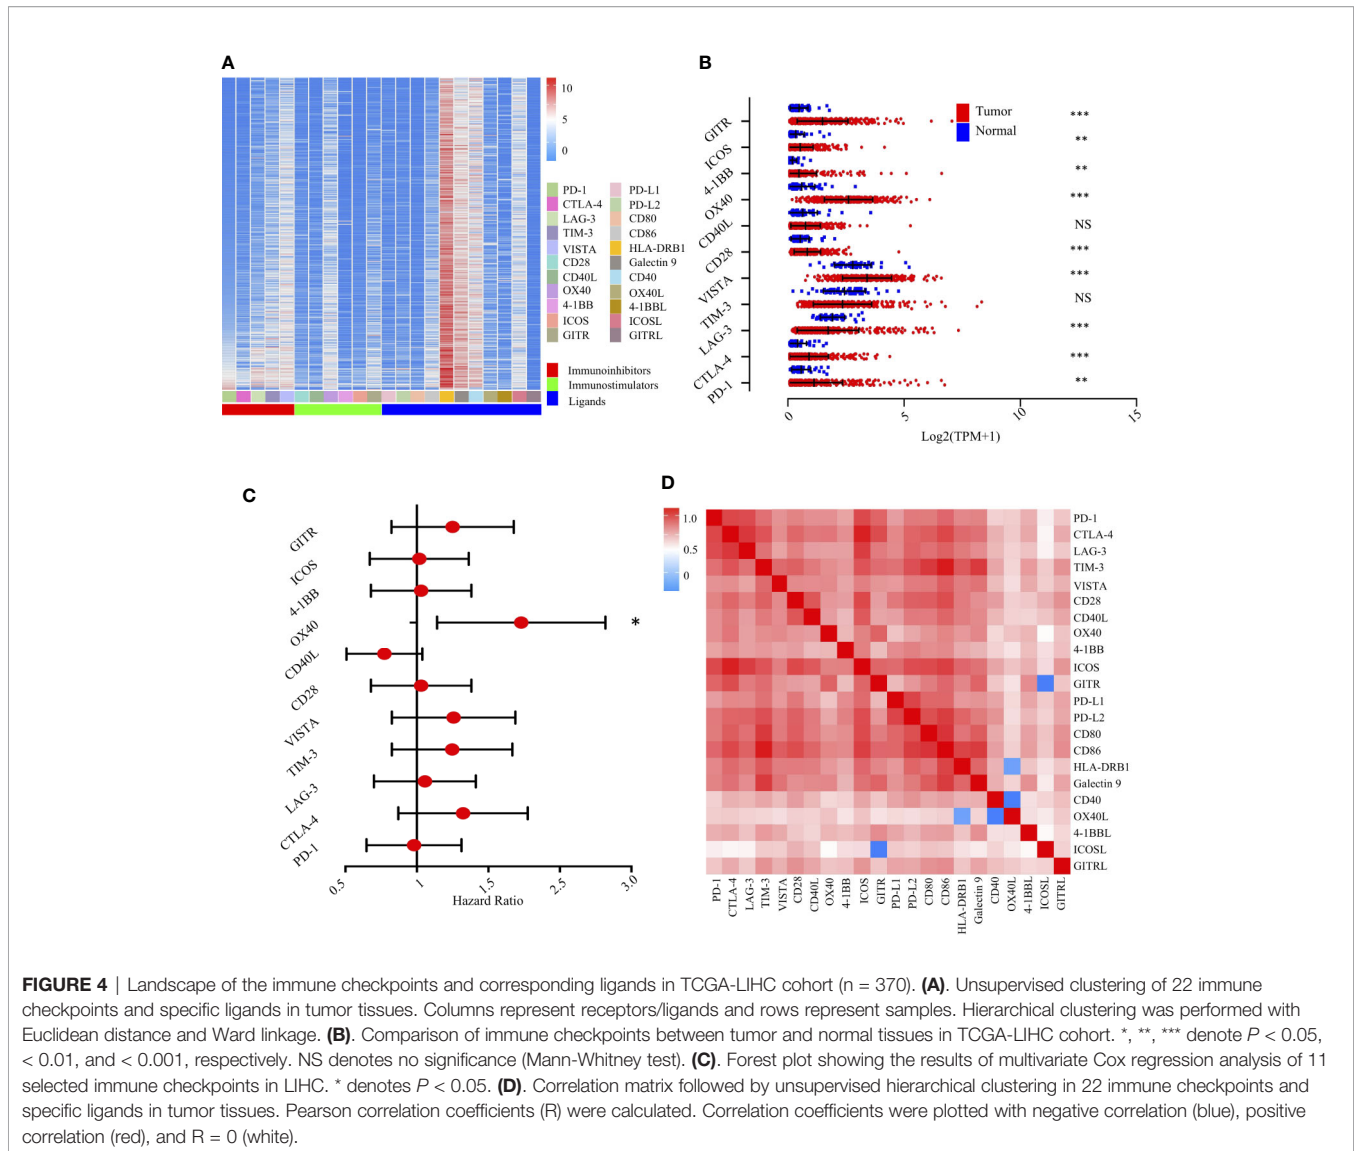 A
10
5
0
PD-1
CTLA-4
LAG-3
TIM-3
VISTA
CD28
CD40L
OX40
4-1BB
ICOS
GITR
PD-L1
PD-L2
CD80
CD86
HLA-DRB1
Galectin 9
CD40
OX40L
4-1BBL
ICOSL
GITRL
Immunoinhibitors
Immunostimulators
Ligands
B
Tumor
Normal
GITR
ICOS
4-1BB
OX40
CD40L
CD28
VISTA
TIM-3
LAG-3
CTLA-4
PD-1
***
**
**
***
NS
***
***
NS
***
***
**
0
5
10
15
Log2(TPM+1)
C
GITR
ICOS
4-1BB
OX40
CD40L
CD28
VISTA
TIM-3
LAG-3
CTLA-4
PD-1
*
0.5
1
1.5
2.5
3.0
Hazard Ratio
D
1.0
0.5
0
PD-1
CTLA-4
LAG-3
TIM-3
VISTA
CD28
CD40L
OX40
4-1BB
ICOS
GITR
PD-L1
PD-L2
CD80
CD86
HLA-DRB1
Galectin 9
CD40
OX40L
4-1BBL
ICOSL
GITRL
PD-1
CTLA-4
LAG-3
TIM-3
VISTA
CD28
CD40L
OX40
4-1BB
ICOS
GITR
PD-L1
PD-L2
CD80
CD86
HLA-DRB1
Galectin 9
CD40
OX40L
4-1BBL
ICOSL
GITRL
FIGURE 4 | Landscape of the immune checkpoints and corresponding ligands in TCGA-LIHC cohort (n = 370). (A). Unsupervised clustering of 22 immune
checkpoints and specific ligands in tumor tissues. Columns represent receptors/ligands and rows represent samples. Hierarchical clustering was performed with
Euclidean distance and Ward linkage. (B). Comparison of immune checkpoints between tumor and normal tissues in TCGA-LIHC cohort. *, **, *** denote P < 0.05,
< 0.01, and < 0.001, respectively. NS denotes no significance (Mann-Whitney test). (C). Forest plot showing the results of multivariate Cox regression analysis of 11
selected immune checkpoints in LIHC. * denotes P < 0.05. (D). Correlation matrix followed by unsupervised hierarchical clustering in 22 immune checkpoints and
specific ligands in tumor tissues. Pearson correlation coefficients (R) were calculated. Correlation coefficients were plotted with negative correlation (blue), positive
correlation (red), and R = 0 (white).